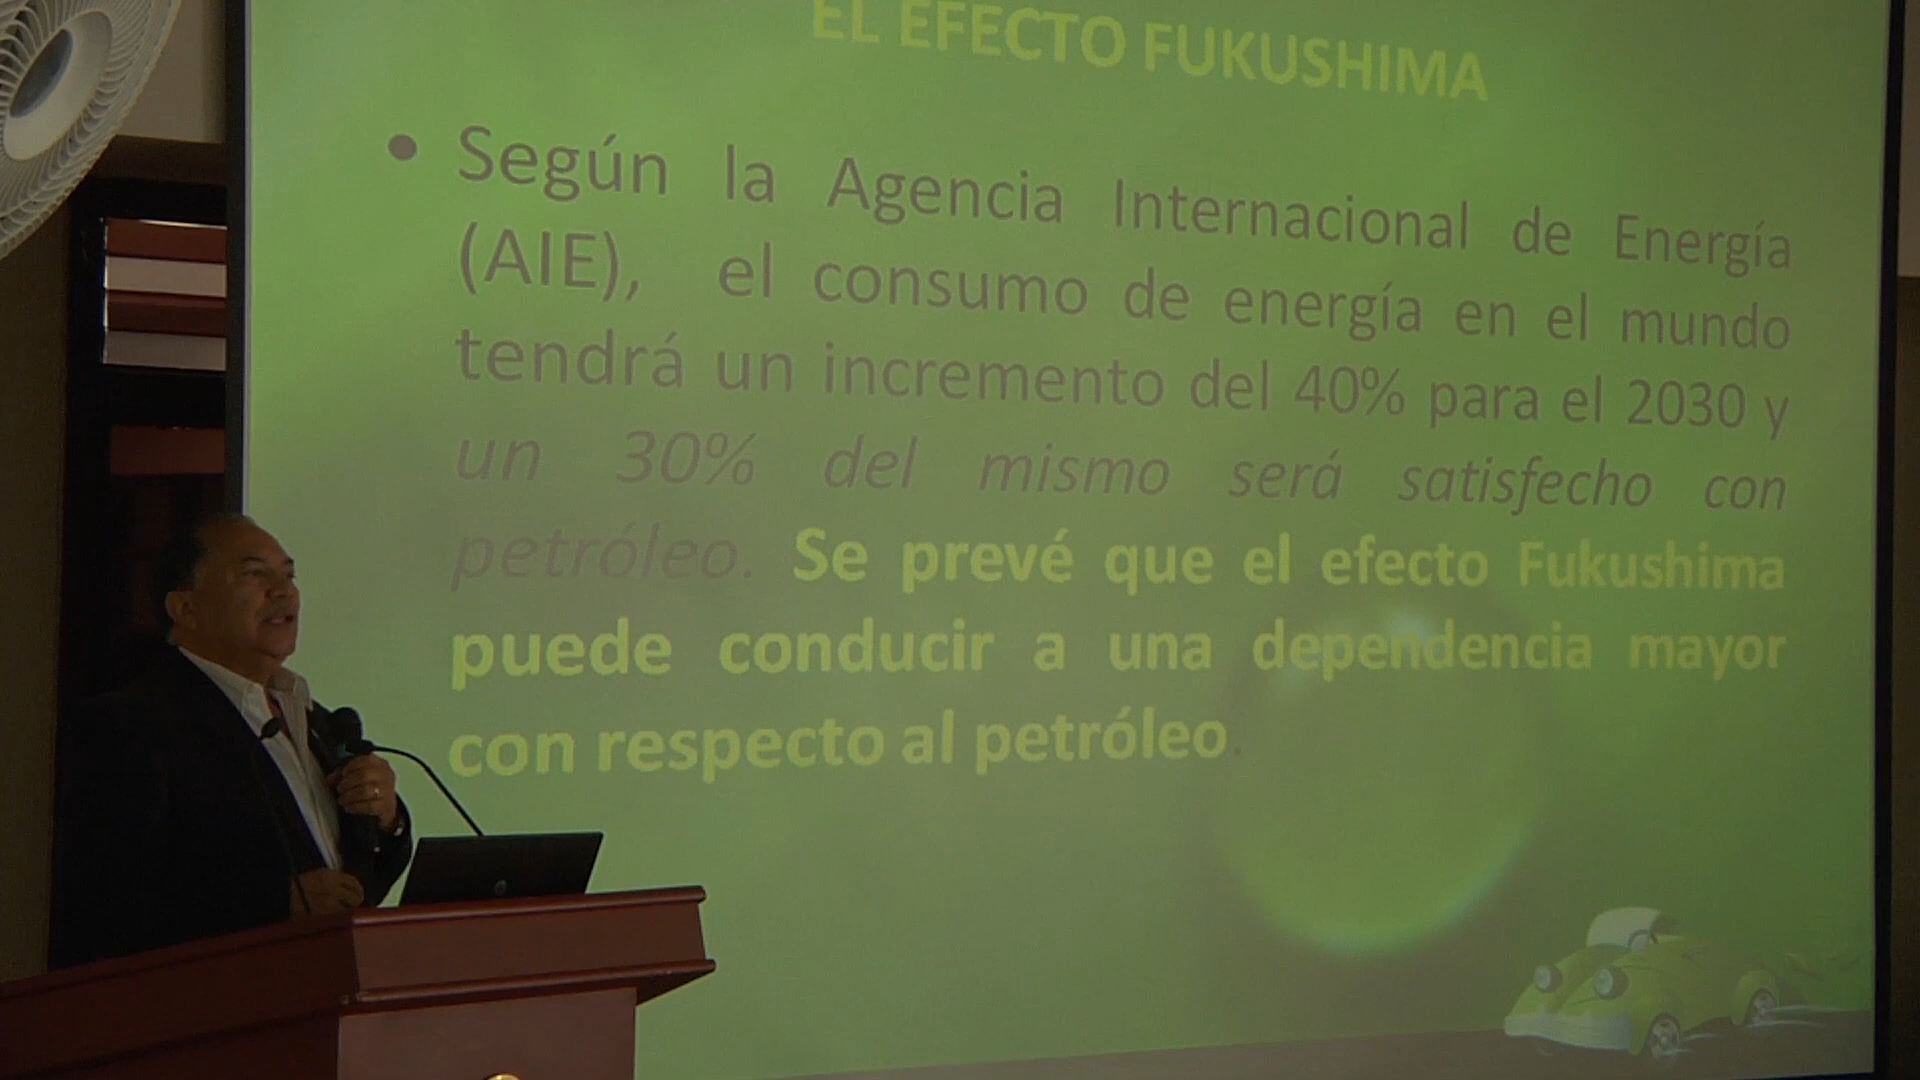 EL EFECTO FUKUSHIMA
• Según la Agencia Internacional de Energía
(AIE), el consumo de energía en el mundo
tendrá un incremento del 40% para el 2030 y
un 30% del mismo será satisfecho con
petróleo. Se prevé que el efecto Fukushima
puede conducir a una dependencia mayor
con respecto al petróleo.